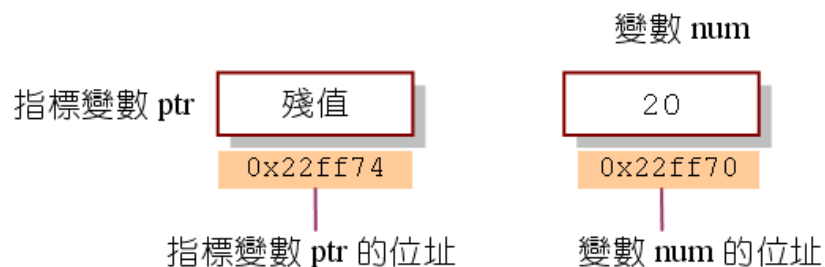 變數 num
指標變數 ptr 殘值 20
0x22ff74 0x22ff70
指標變數 ptr 的位址 變數 num 的位址